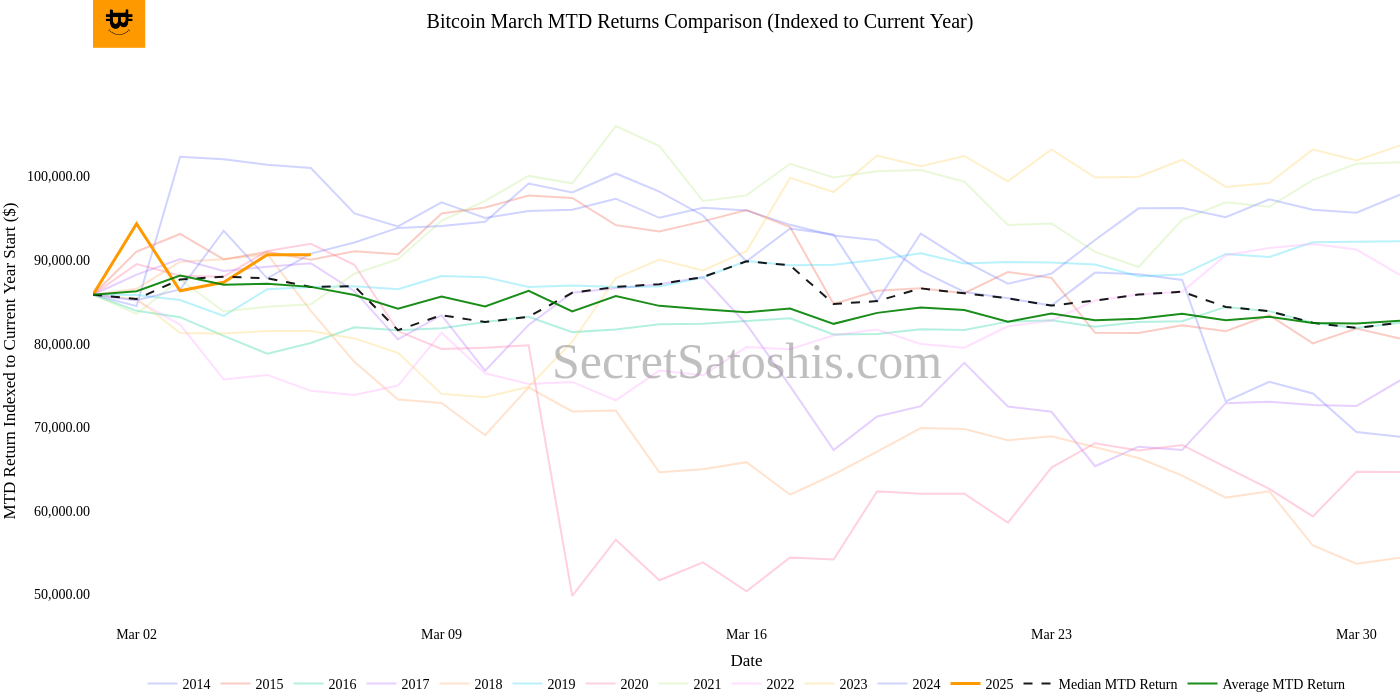 Bitcoin March MTD Returns Comparison (Indexed to Current Year)
MTD Return Indexed to Current Year Start ($)
100,000.00
90,000.00
80,000.00
70,000.00
60,000.00
50,000.00
SecretSatoshis.com
Mar 02 Mar 09 Mar 16 Mar 23 Mar 30
Date
2014 2015 2016 2017 2018 2019 2020 2021 2022 2023 2024 2025 Median MTD Return Average MTD Return